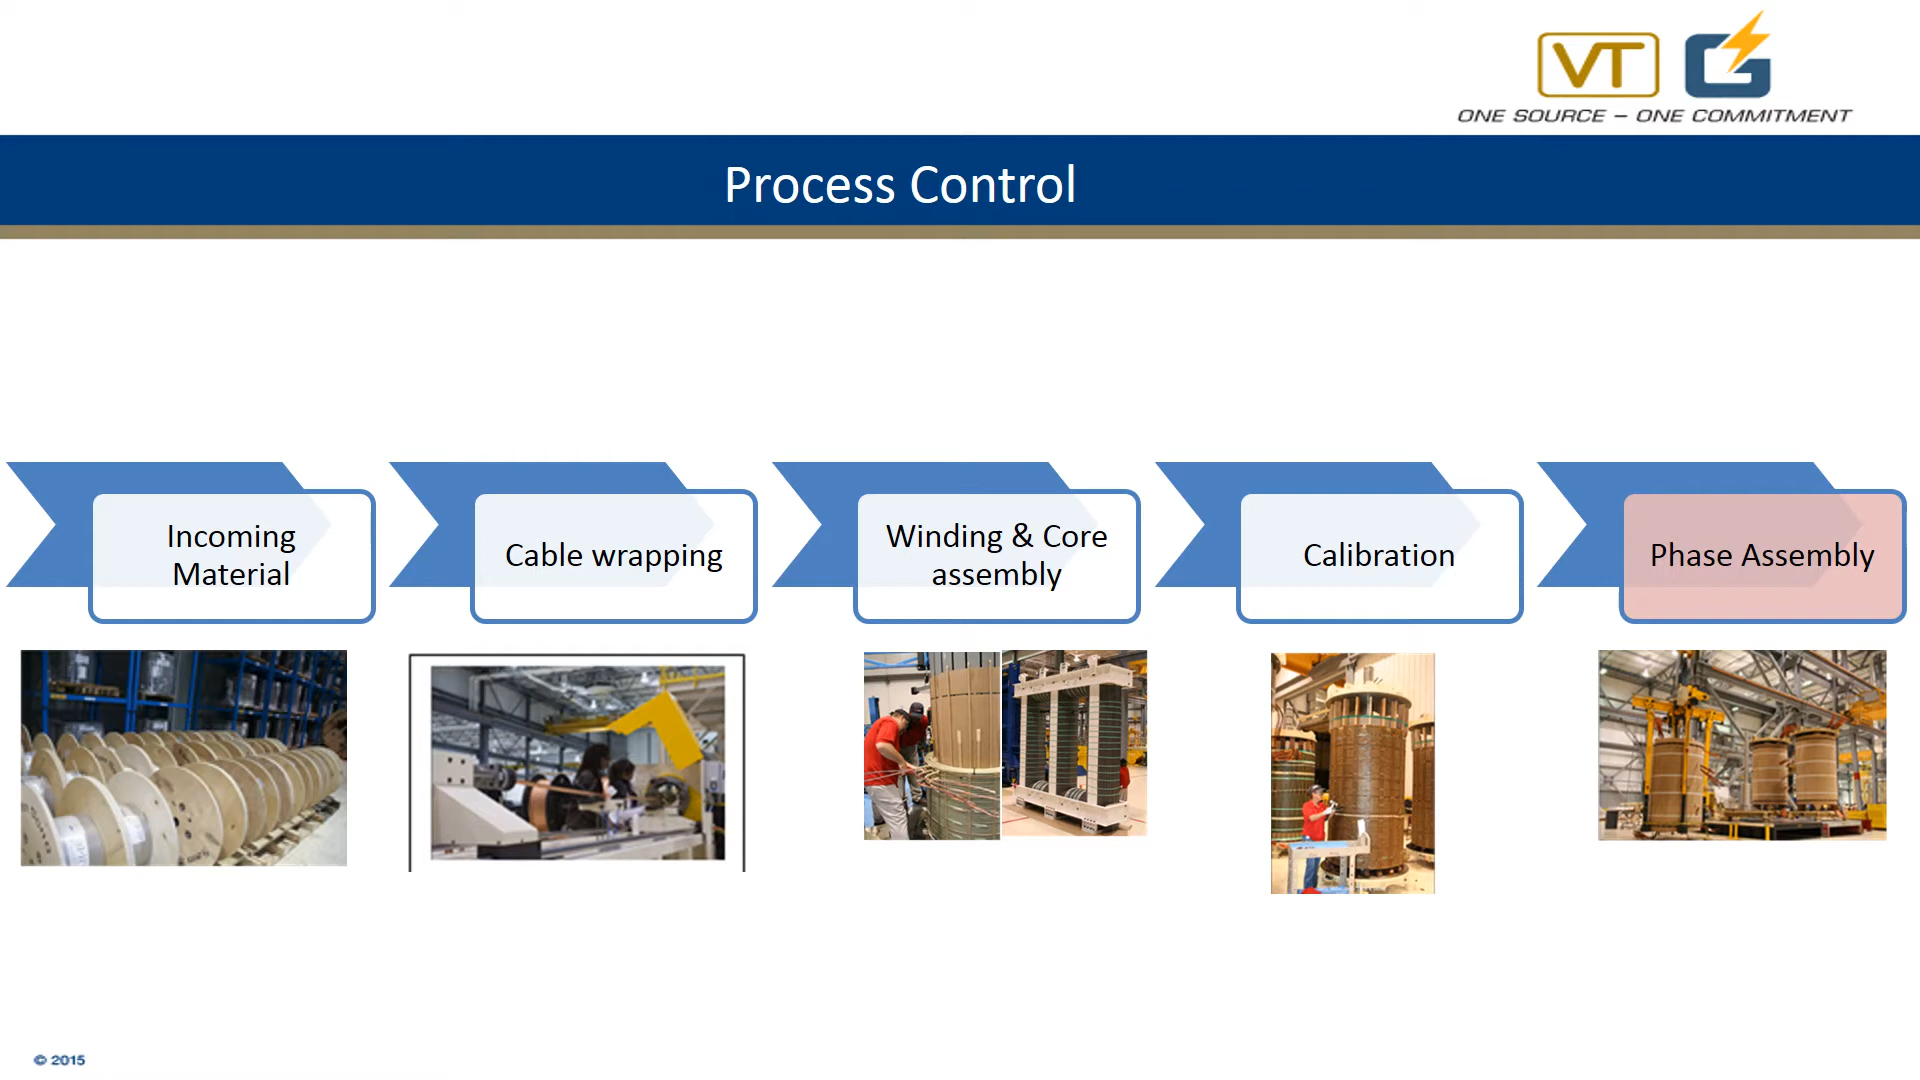 VT G
ONE SOURCE – ONE COMMITMENT
Process Control
Incoming
Material
Cable wrapping
Winding & Core
assembly
Calibration
Phase Assembly
© 2015